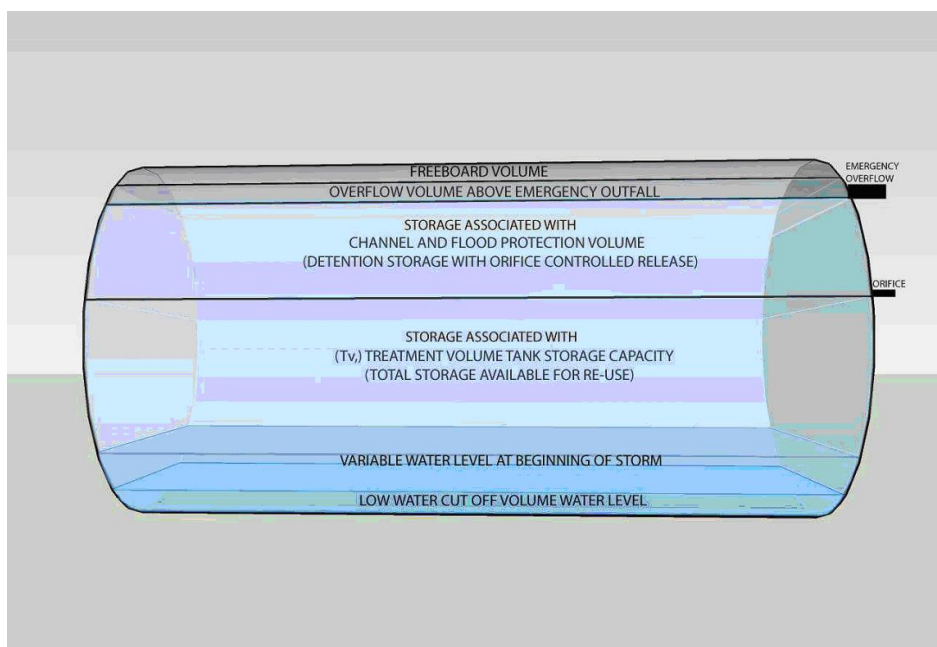 FREEBOARD VOLUME
EMERGENCY
OVERFLOW
OVERFLOW VOLUME ABOVE EMERGENCY OUTFALL
STORAGE ASSOCIATED WITH
CHANNEL AND FLOOD PROTECTION VOLUME
(DETENTION STORAGE WITH ORIFICE CONTROLLED RELEASE)
ORIFICE
STORAGE ASSOCIATED WITH
(Tv,) TREATMENT VOLUME TANK STORAGE CAPACITY
(TOTAL STORAGE AVAILABLE FOR RE-USE)
VARIABLE WATER LEVEL AT BEGINNING OF STORM
LOW WATER CUT OFF VOLUME WATER LEVEL